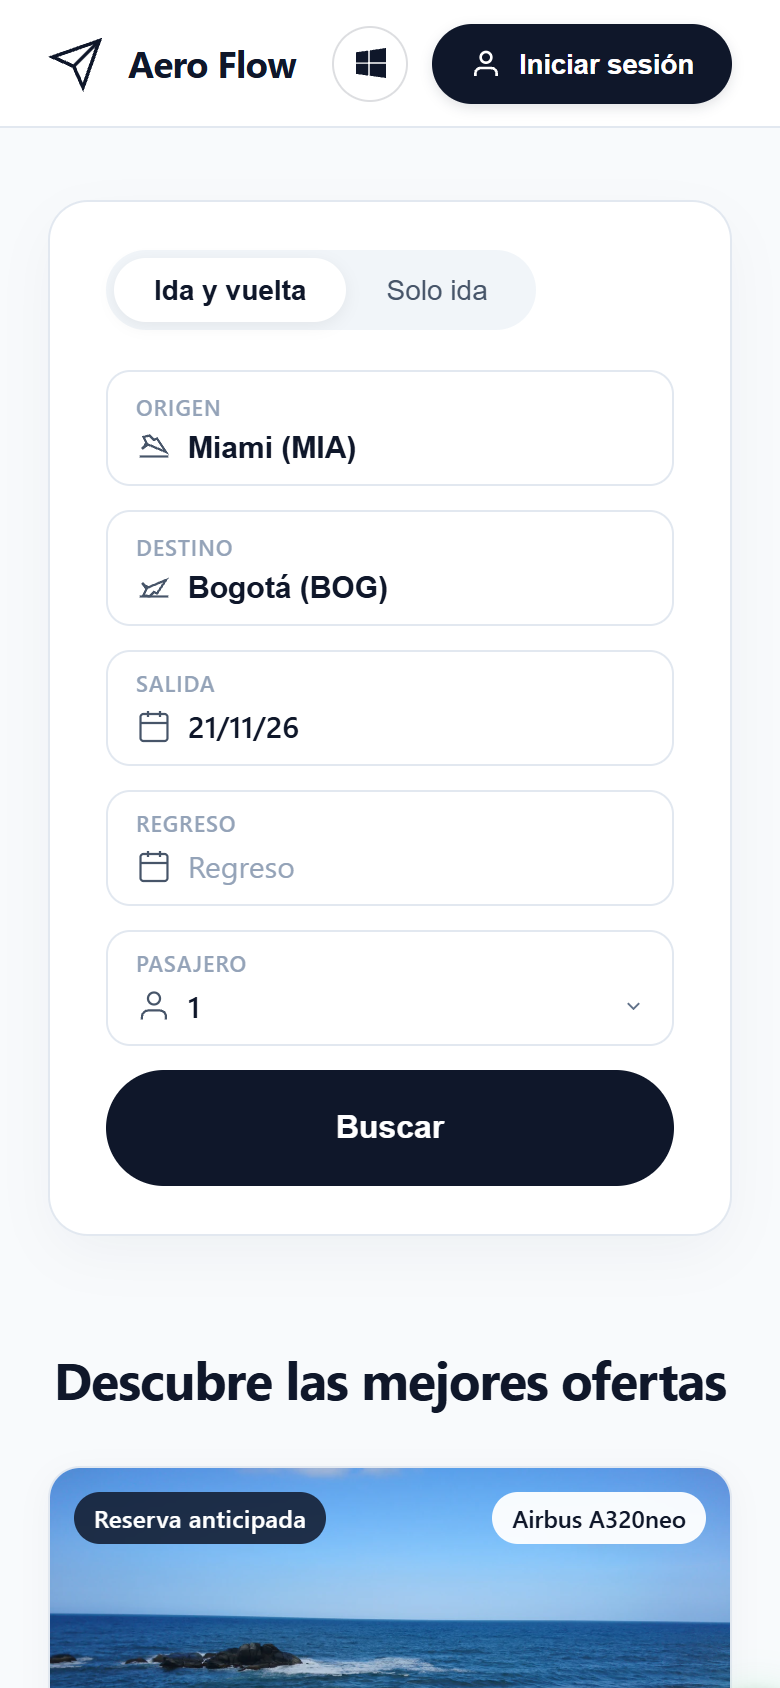 Aero Flow
Iniciar sesión
Ida y vuelta
Solo ida
ORIGEN
Miami (MIA)
DESTINO
Bogotá (BOG)
SALIDA
21/11/26
REGRESO
Regreso
PASAJERO
1
Buscar
Descubre las mejores ofertas
Reserva anticipada
Airbus A320neo